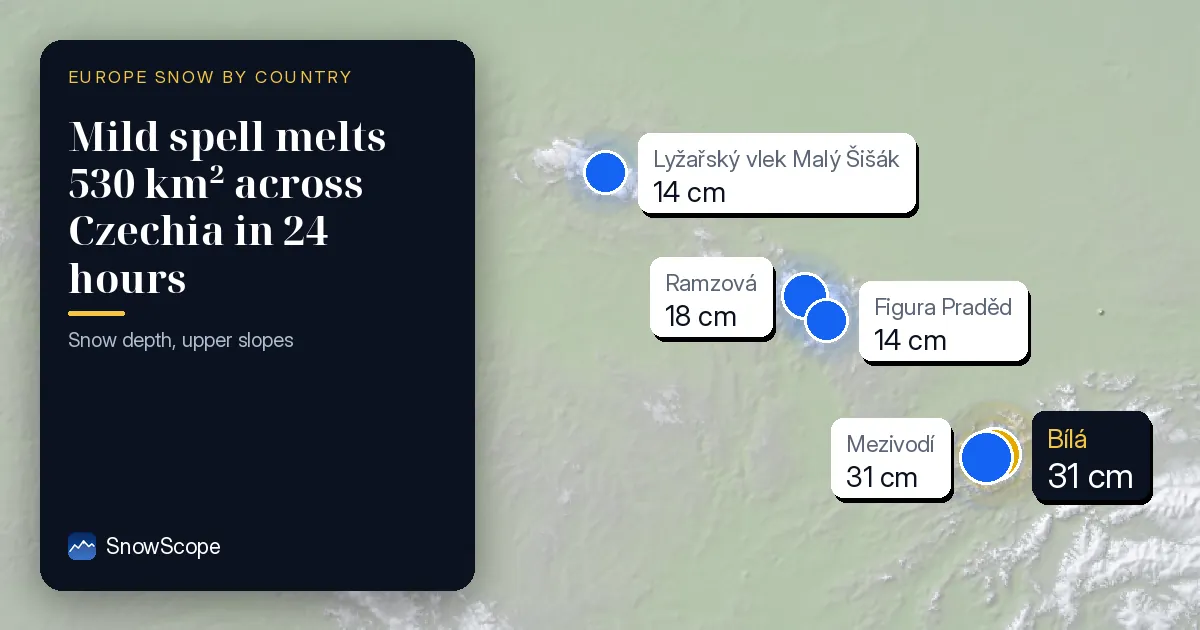 EUROPE SNOW BY COUNTRY
Mild spell melts
530 km² across
Czechia in 24
hours
Snow depth, upper slopes
SnowScope
Lyžařský vlek Malý Šišák
14 cm
Ramzová
18 cm
Figura Praděd
14 cm
Mezivodí
31 cm
Bílá
31 cm